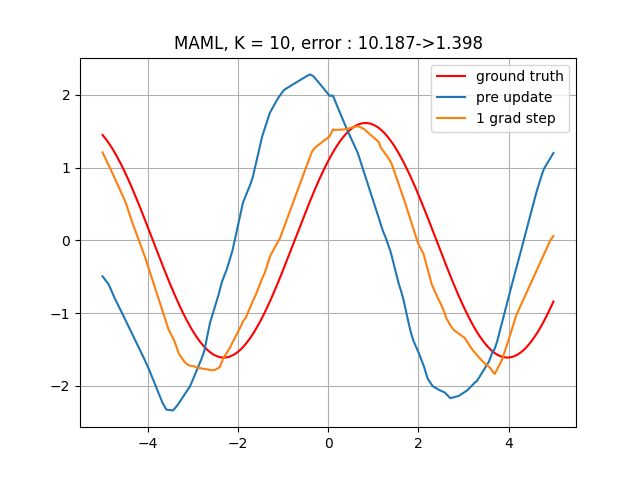 MAML, K = 10, error : 10.187->1.398
ground truth
pre update
1 grad step
2
1
0
−1
−2
−4
−2
0
2
4